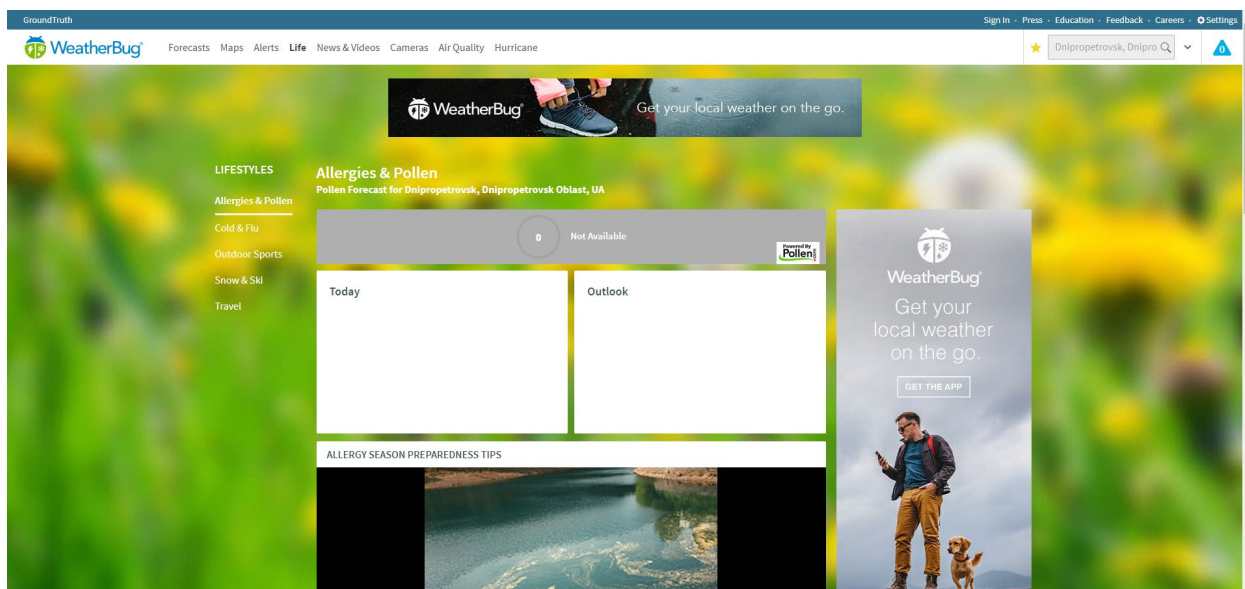 GroundTruth
Sign In · Press · Education · Feedback · Careers · Settings
WeatherBug®
Forecasts Maps Alerts Life News & Videos Cameras Air Quality Hurricane
Dnipropetrovsk, Dnipro
0
WeatherBug®
Get your local weather on the go.
LIFESTYLES
Allergies & Pollen
Cold & Flu
Outdoor Sports
Snow & Ski
Travel
Allergies & Pollen
Pollen Forecast for Dnipropetrovsk, Dnipropetrovsk Oblast, UA
0 Not Available
Powered By
Pollen.com
Today
Outlook
ALLERGY SEASON PREPAREDNESS TIPS
WeatherBug®
Get your
local weather
on the go.
GET THE APP